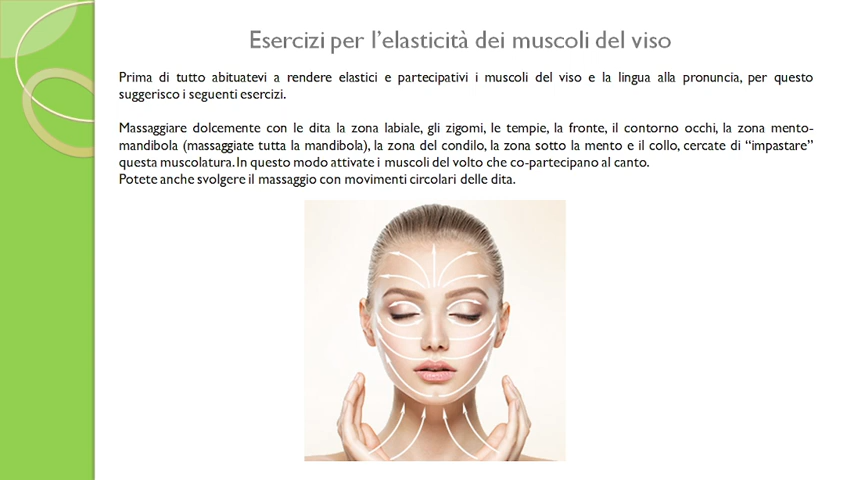 Esercizi per l'elasticità dei muscoli del viso
Prima di tutto abituatevi a rendere elastici e partecipativi i muscoli del viso e la lingua alla pronuncia, per questo
suggerisco i seguenti esercizi.
Massaggiare dolcemente con le dita la zona labiale, gli zigomi, le tempie, la fronte, il contorno occhi, la zona mento-
mandibola (massaggiate tutta la mandibola), la zona del condilo, la zona sotto la mento e il collo, cercate di “impastare”
questa muscolatura. In questo modo attivate i muscoli del volto che co-partecipano al canto.
Potete anche svolgere il massaggio con movimenti circolari delle dita.